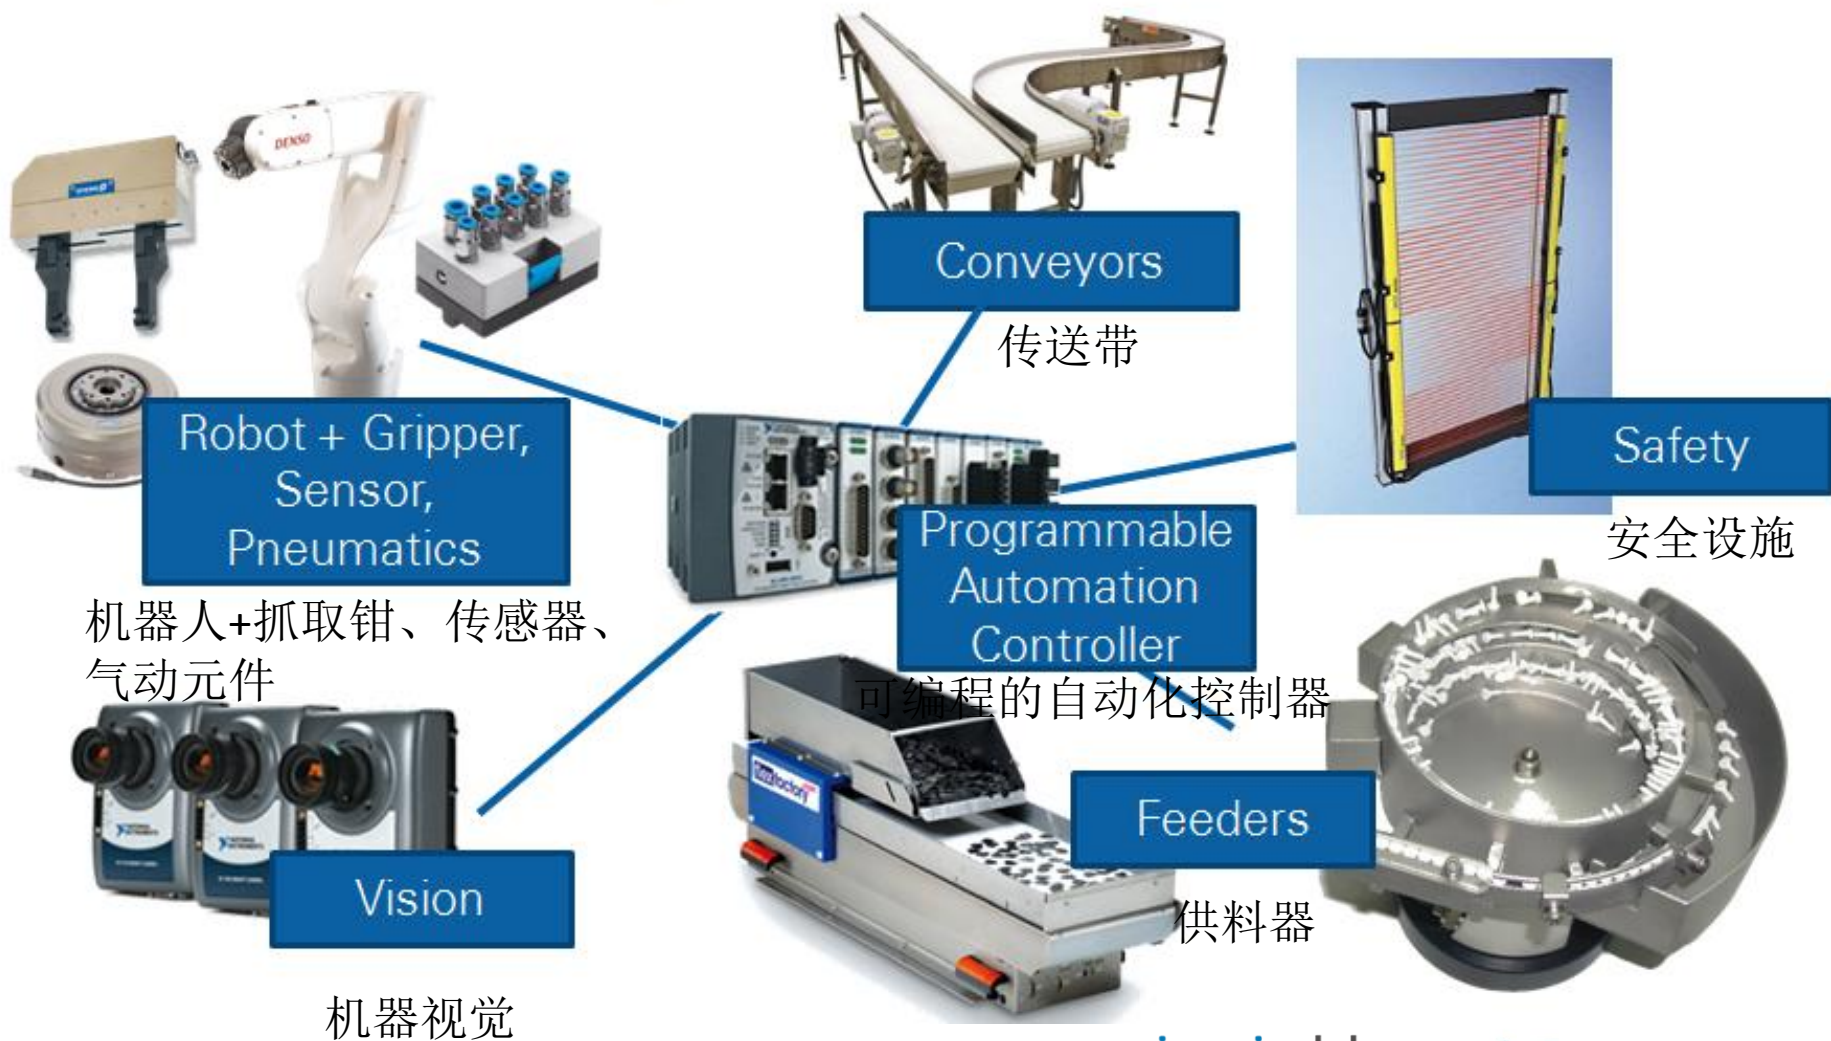 DENSO
Conveyors
传送带
Robot + Gripper,
Sensor,
Pneumatics
机器人+抓取钳、传感器、
气动元件
Safety
安全设施
Programmable
Automation
Controller
可编程的自动化控制器
Vision
机器视觉
Feeders
供料器